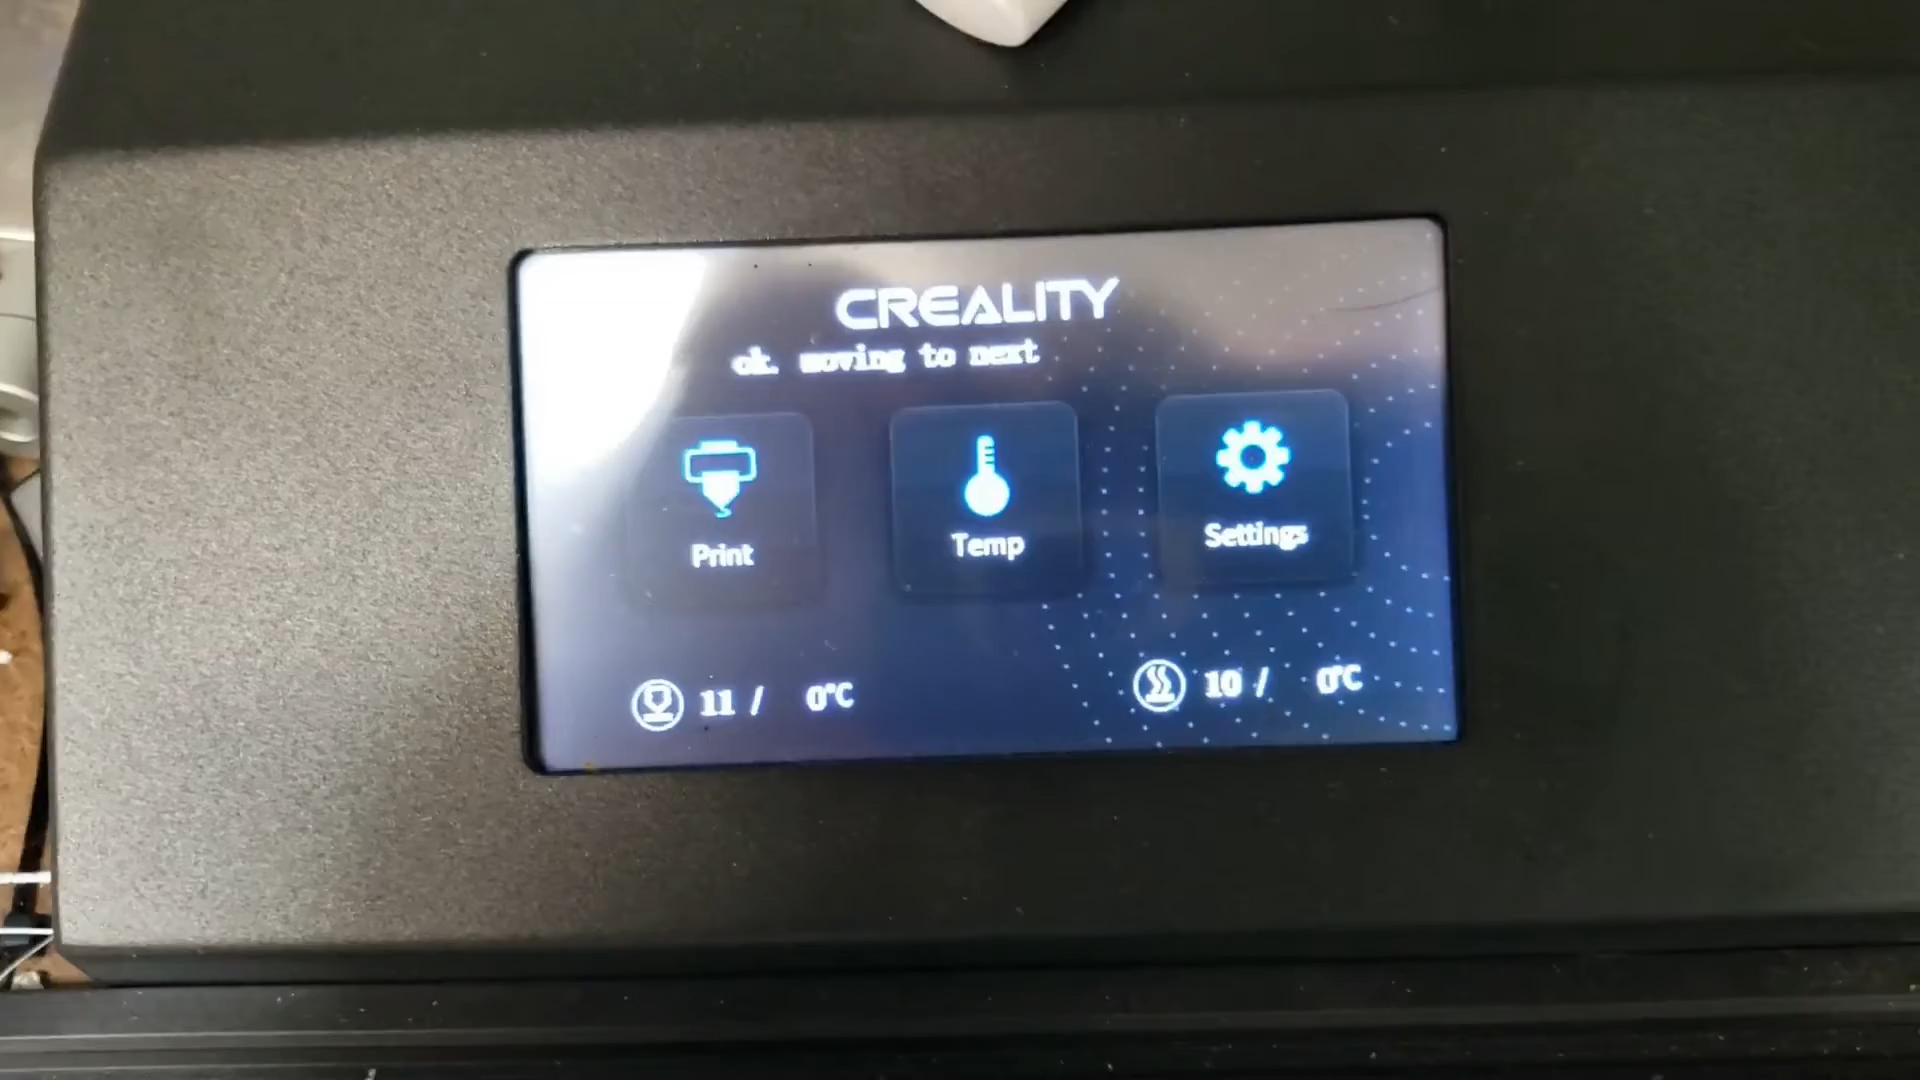 CREALITY
ok. moving to next
Print
Temp
Settings
11 / 0°C
10 / 0°C